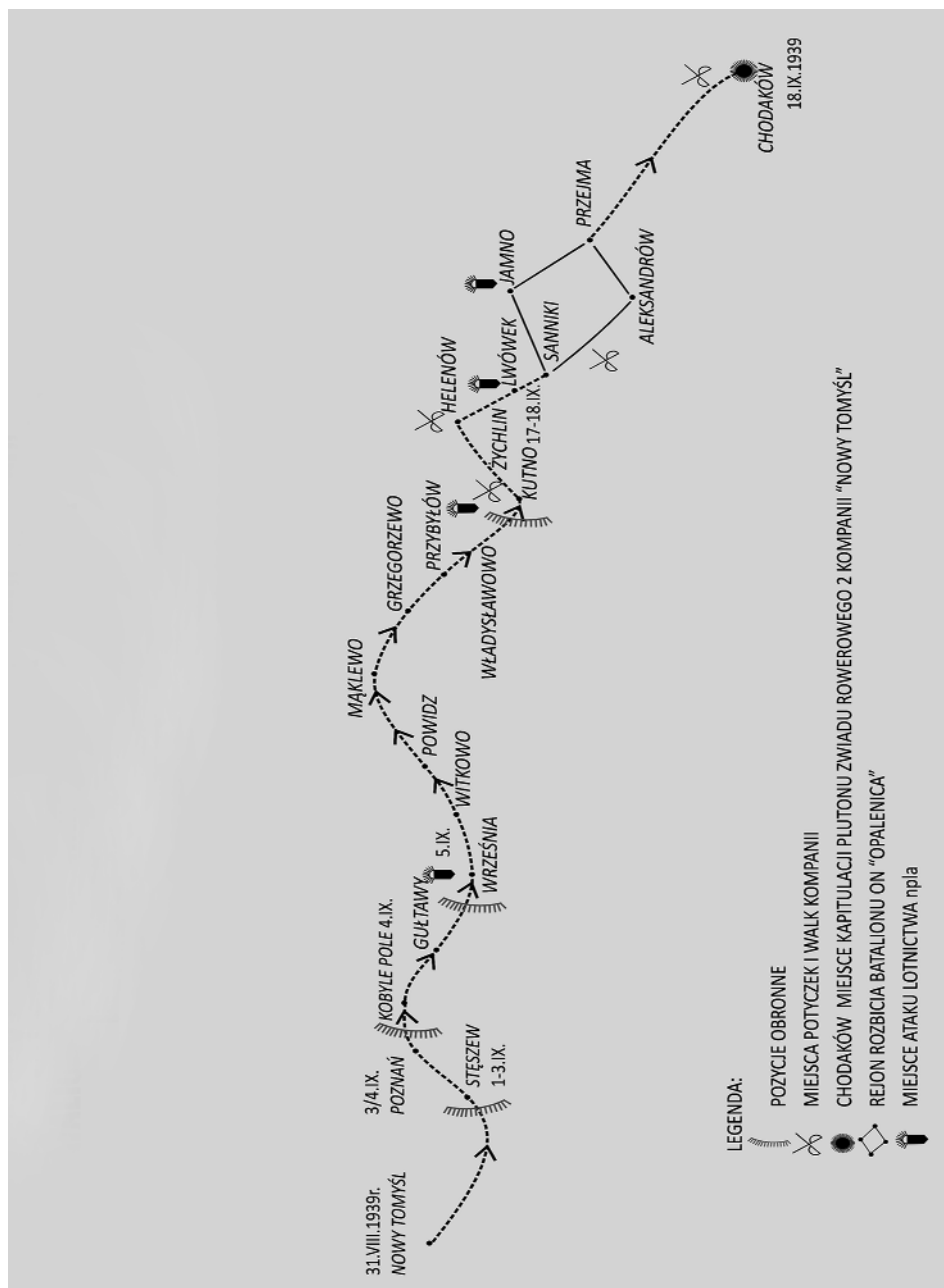 31.VIII.1939r.
NOWY TOMYŚL
STĘSZEW
1-3.IX.
3/4.IX.
POZNAŃ
KOBYLE POLE 4.IX.
GUŁTAWY
5.IX.
WRZEŚNIA
WITKOWO
POWIDZ
MĄKLEWO
GRZEGORZEWO
PRZYBYŁÓW
WŁADYSŁAWOWO
KUTNO
ŻYCHLIN
17-18.IX.
HELENÓW
LWÓWEK
SANNIKI
JAMNO
ALEKSANDRÓW
PRZEJMA
CHODAKÓW
18.IX.1939
LEGENDA:
POZYCJE OBRONNE
MIEJSCA POTYCZEK I WALK KOMPANII
CHODAKÓW MIEJSCE KAPITULACJI PLUTONU ZWIADU ROWEROWEGO 2 KOMPANII "NOWY TOMYŚL"
REJON ROZBICIA BATALIONU ON "OPALENICA"
MIEJSCE ATAKU LOTNICTWA npla